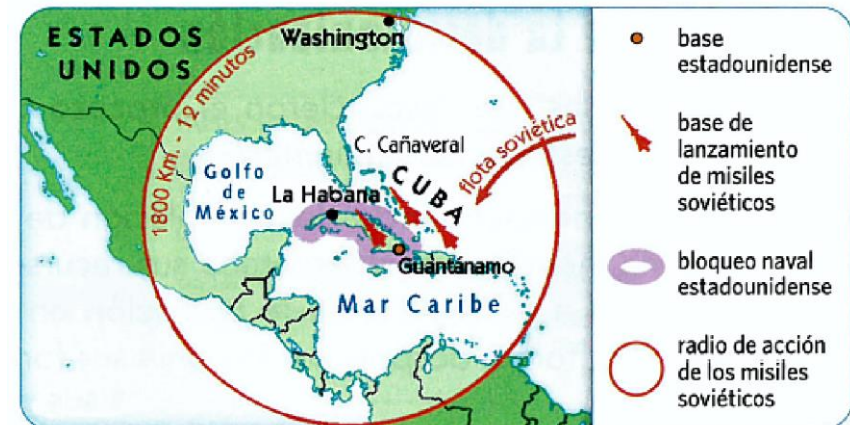 ESTADOS
UNIDOS
Washington
1800 Km. - 12 minutos
C. Cañaveral
flota soviética
Golfo
de
México
La Habana
CUBA
Guantánamo
Mar Caribe
base
estadounidense
base de
lanzamiento
de misiles
soviéticos
bloqueo naval
estadounidense
radio de acción
de los misiles
soviéticos